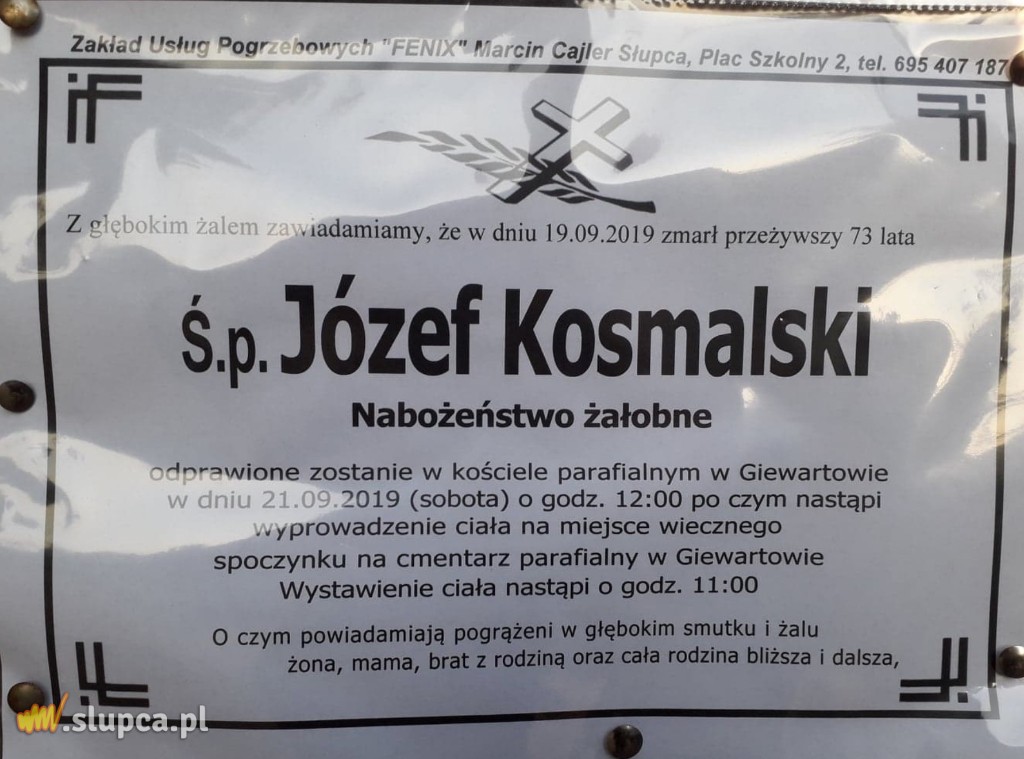 Zakład Usług Pogrzebowych "FENIX" Marcin Cajler Słupca, Plac Szkolny 2, tel. 695 407 187
Z głębokim żalem zawiadamiamy, że w dniu 19.09.2019 zmarł przeżywszy 73 lata
Ś.p. Józef Kosmalski
Nabożeństwo żałobne
odprawione zostanie w kościele parafialnym w Giewartowie
w dniu 21.09.2019 (sobota) o godz. 12:00 po czym nastąpi
wyprowadzenie ciała na miejsce wiecznego
spoczynku na cmentarz parafialny w Giewartowie
Wystawienie ciała nastąpi o godz. 11:00
O czym powiadamiają pogrążeni w głębokim smutku i żalu
żona, mama, brat z rodziną oraz cała rodzina bliższa i dalsza,
wm.slupca.pl